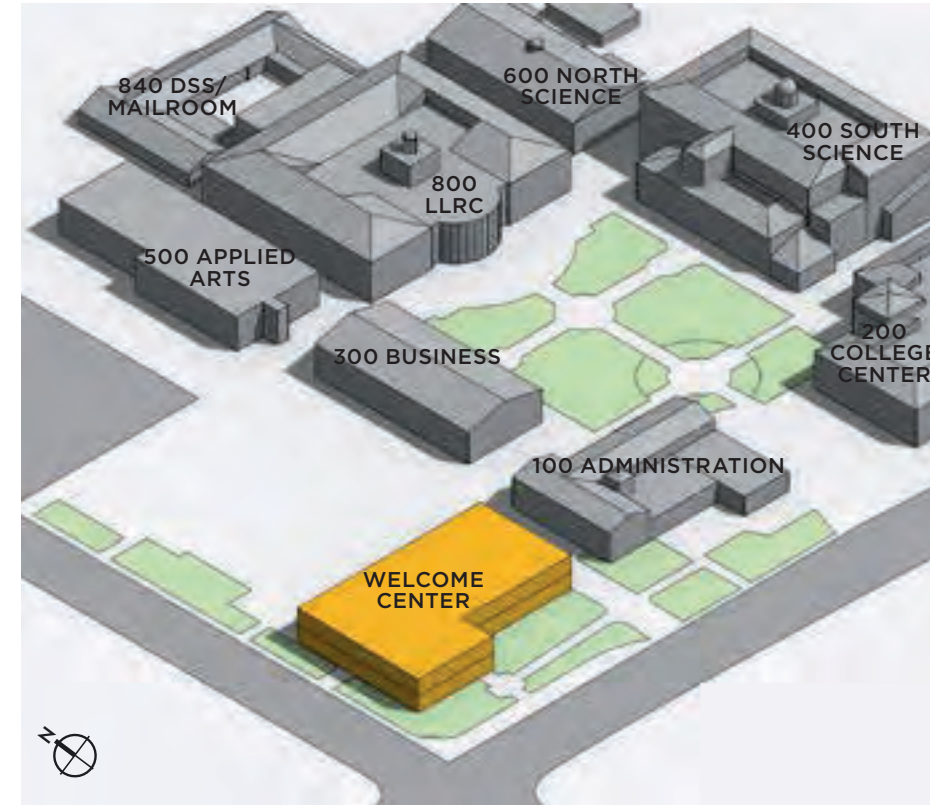 840 DSS/
MAILROOM
600 NORTH
SCIENCE
400 SOUTH
SCIENCE
800
LLRC
500 APPLIED
ARTS
300 BUSINESS
200
COLLEGE
CENTER
100 ADMINISTRATION
WELCOME
CENTER
N